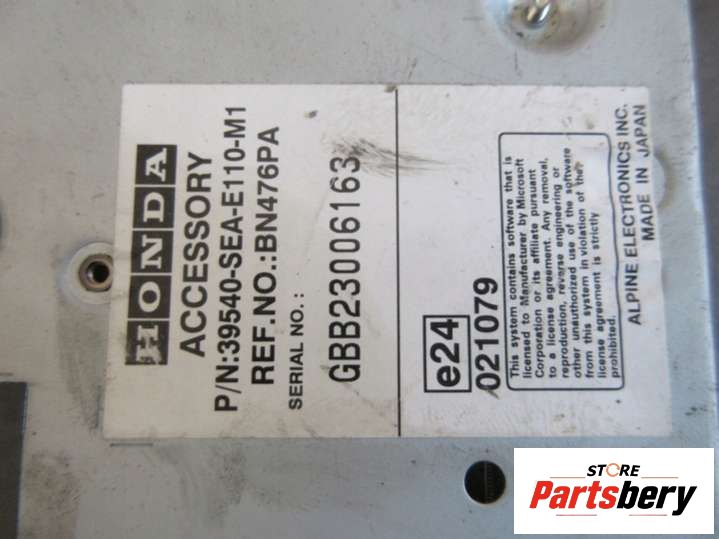 HONDA
ACCESSORY
P/N:39540-SEA-E110-M1
REF.NO.:BN476PA
SERIAL NO.:
GBB23006163
e24
021079
This system contains software that is
licensed to Manufacturer by Microsoft
Corporation or its affiliate pursuant
to a license agreement. Any removal,
reproduction, reverse engineering or
other unauthorized use of the software
from this system in violation of the
license agreement is strictly
prohibited.
ALPINE ELECTRONICS INC.
MADE IN JAPAN
STORE
Partsbery